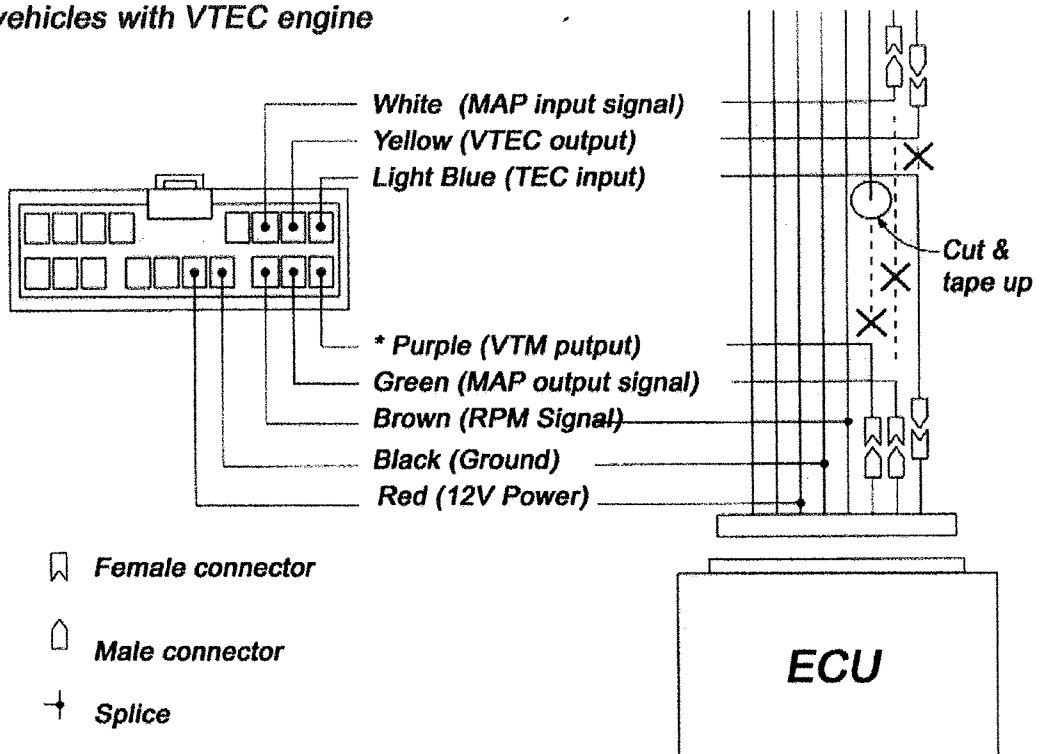 vehicles with VTEC engine
White (MAP input signal)
Yellow (VTEC output)
Light Blue (TEC input)
Cut &
tape up
* Purple (VTM putput)
Green (MAP output signal)
Brown (RPM Signal)
Black (Ground)
Red (12V Power)
Female connector
Male connector
Splice
ECU